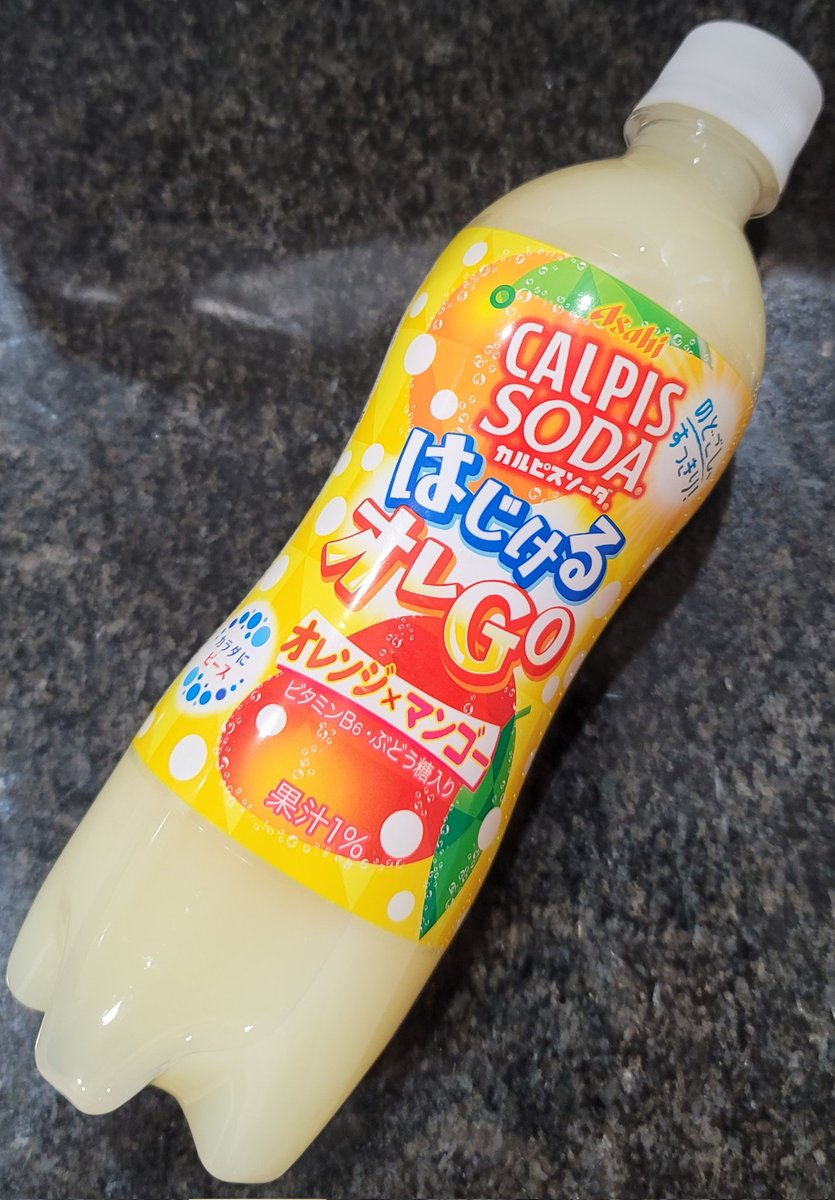 Asahi
CALPIS
SODA®
カルピスソーダ®
のどごし
すっきり!
はじける
オレGO
オレンジ×マンゴー
ビタミンB6・ぶどう糖入り
果汁1%
カラダに
ピース